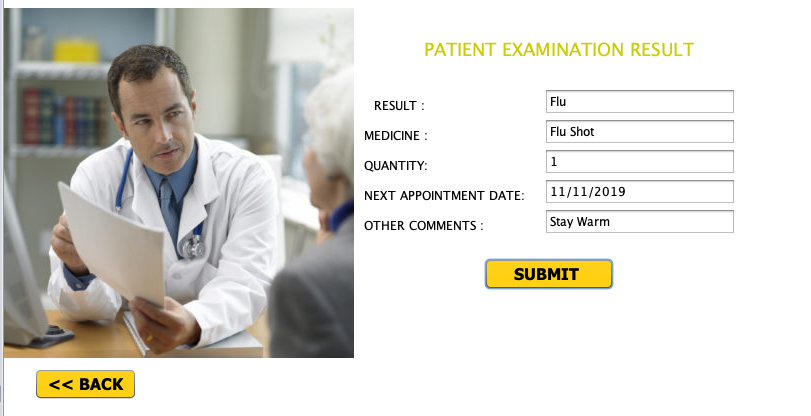 PATIENT EXAMINATION RESULT
RESULT : Flu
MEDICINE : Flu Shot
QUANTITY: 1
NEXT APPOINTMENT DATE: 11/11/2019
OTHER COMMENTS : Stay Warm
SUBMIT
<< BACK